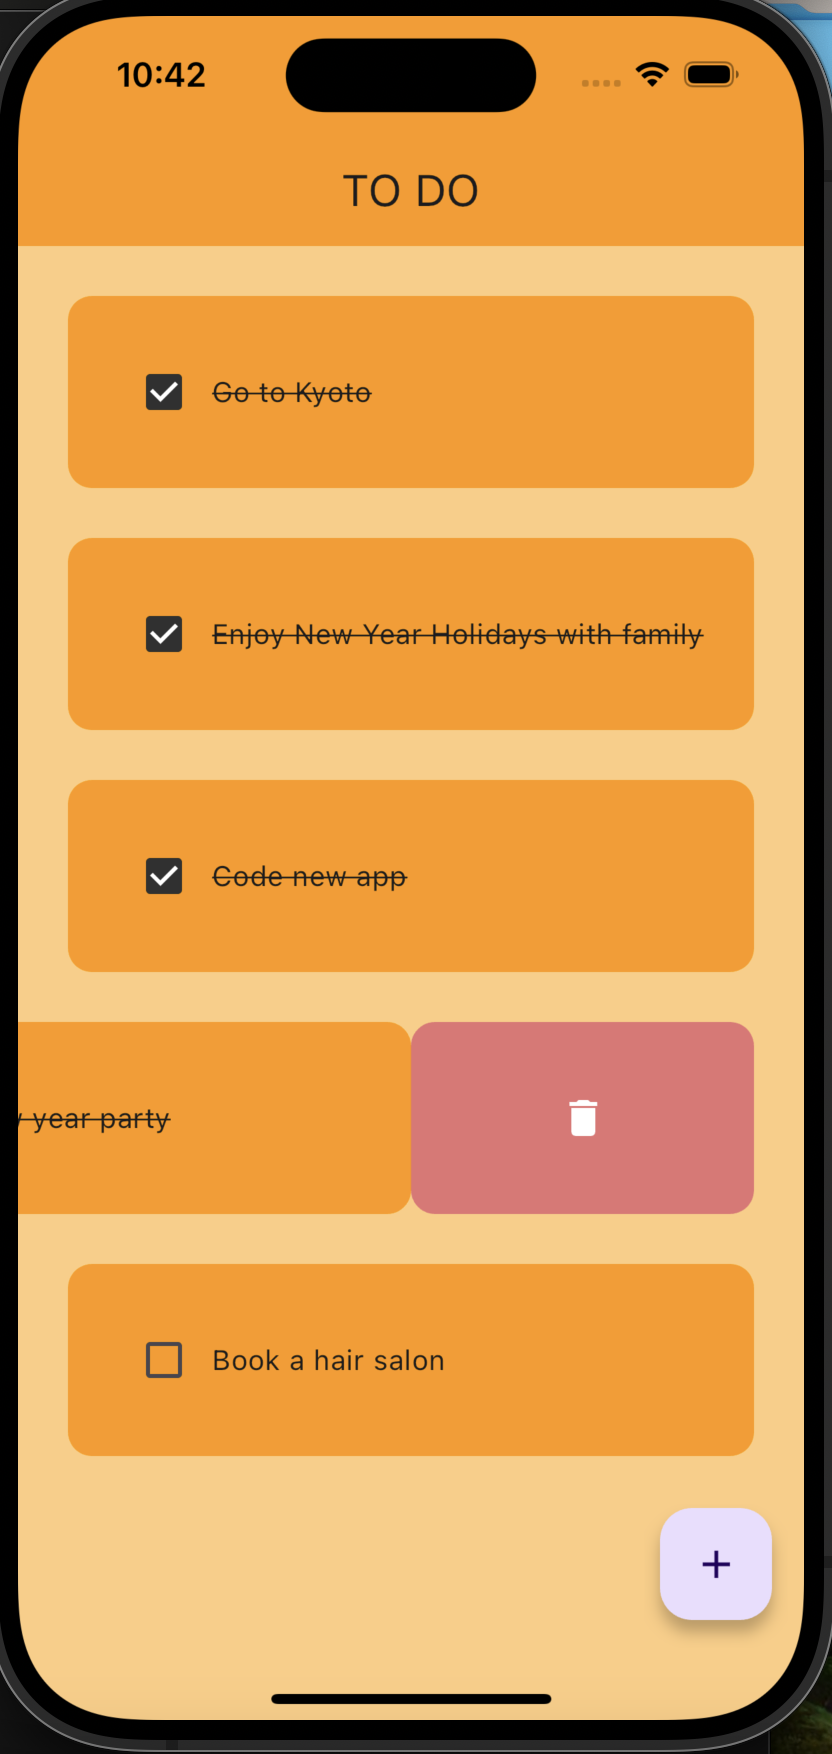 10:42
TO DO
Go to Kyoto
Enjoy New Year Holidays with family
Code new app
year party
Book a hair salon
+